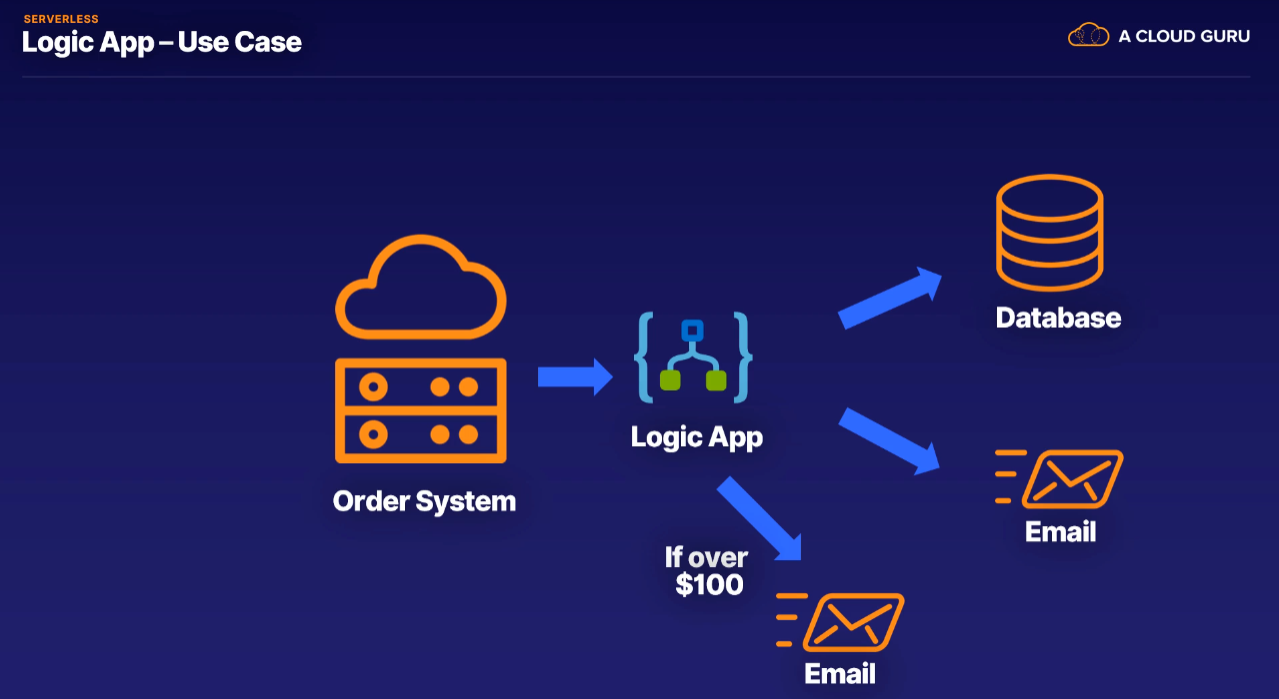 SERVERLESS
Logic App – Use Case
A CLOUD GURU
Order System
Logic App
Database
Email
If over
$100
Email